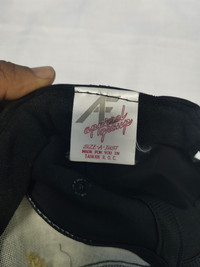 AF
apparel
group
MADE FOR YOU IN
TAIWAN R.O.C.